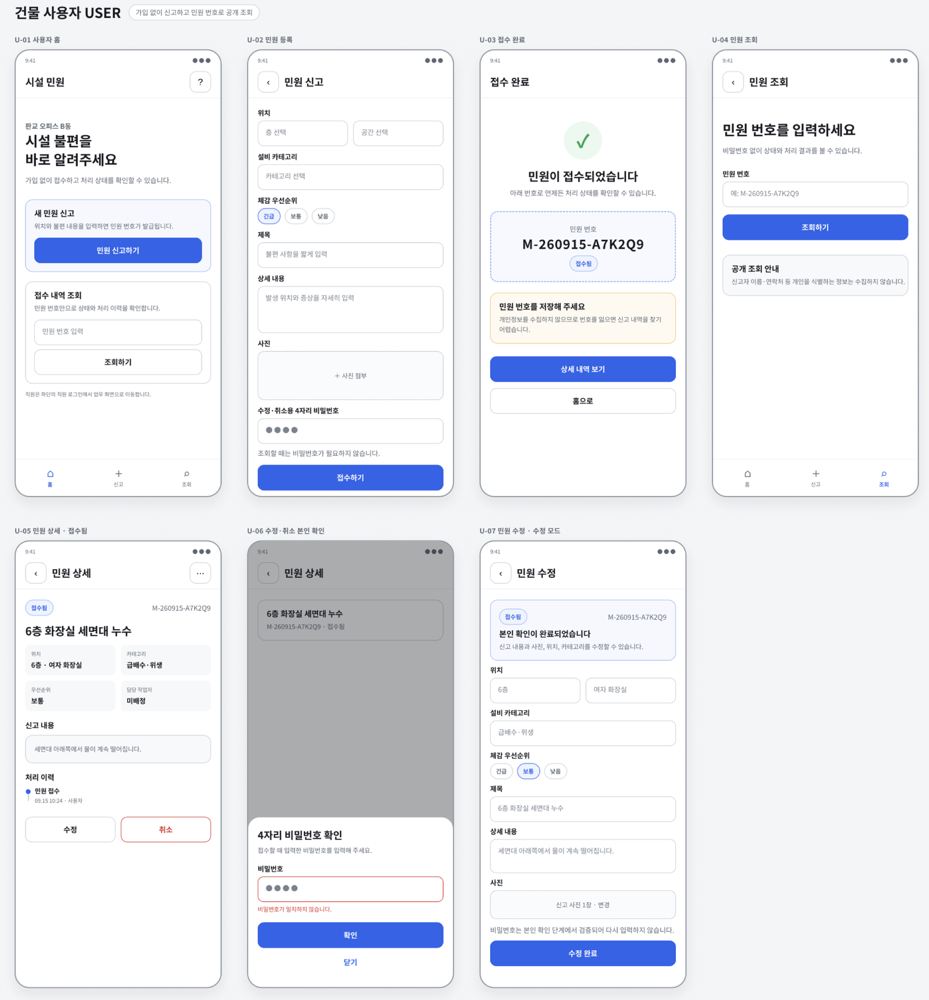 건물 사용자 USER
가입 없이 신고하고 민원 번호로 공개 조회
U-01 사용자 홈
9:41
시설 민원
?
판교 오피스 B동
시설 불편을
바로 알려주세요
가입 없이 접수하고 처리 상태를 확인할 수 있습니다.
새 민원 신고
위치와 불편 내용을 입력하면 민원 번호가 발급됩니다.
민원 신고하기
접수 내역 조회
민원 번호만으로 상태와 처리 이력을 확인합니다.
민원 번호 입력
조회하기
직원은 하단의 직원 로그인에서 업무 화면으로 이동합니다.
홈
신고
조회
U-02 민원 등록
9:41
민원 신고
위치
층 선택
공간 선택
설비 카테고리
카테고리 선택
체감 우선순위
긴급
보통
낮음
제목
불편 사항을 짧게 입력
상세 내용
발생 위치와 증상을 자세히 입력
사진
+ 사진 첨부
수정·취소용 4자리 비밀번호
조회할 때는 비밀번호가 필요하지 않습니다.
접수하기
U-03 접수 완료
9:41
접수 완료
민원이 접수되었습니다
아래 번호로 언제든 처리 상태를 확인할 수 있습니다.
민원 번호
M-260915-A7K2Q9
접수됨
민원 번호를 저장해 주세요
개인정보를 수집하지 않으므로 번호를 잃으면 신고 내역을 찾기
어렵습니다.
상세 내역 보기
홈으로
U-04 민원 조회
9:41
민원 조회
민원 번호를 입력하세요
비밀번호 없이 상태와 처리 결과를 볼 수 있습니다.
민원 번호
예: M-260915-A7K2Q9
조회하기
공개 조회 안내
신고자 이름·연락처 등 개인을 식별하는 정보는 수집하지 않습니다.
홈
신고
조회
U-05 민원 상세 · 접수됨
9:41
민원 상세
접수됨
M-260915-A7K2Q9
6층 화장실 세면대 누수
위치
6층 · 여자 화장실
카테고리
급배수·위생
우선순위
보통
담당 작업자
미배정
신고 내용
세면대 아래쪽에서 물이 계속 떨어집니다.
처리 이력
민원 접수
09.15 10:24 · 사용자
수정
취소
U-06 수정·취소 본인 확인
9:41
민원 상세
6층 화장실 세면대 누수
M-260915-A7K2Q9 · 접수됨
4자리 비밀번호 확인
접수할 때 입력한 비밀번호를 입력해 주세요.
비밀번호
비밀번호가 일치하지 않습니다.
확인
닫기
U-07 민원 수정 · 수정 모드
9:41
민원 수정
접수됨
M-260915-A7K2Q9
본인 확인이 완료되었습니다
신고 내용과 사진, 위치, 카테고리를 수정할 수 있습니다.
위치
6층
여자 화장실
설비 카테고리
급배수·위생
체감 우선순위
긴급
보통
낮음
제목
6층 화장실 세면대 누수
상세 내용
세면대 아래쪽에서 물이 계속 떨어집니다.
사진
신고 사진 1장 · 변경
비밀번호는 본인 확인 단계에서 검증되어 다시 입력하지 않습니다.
수정 완료